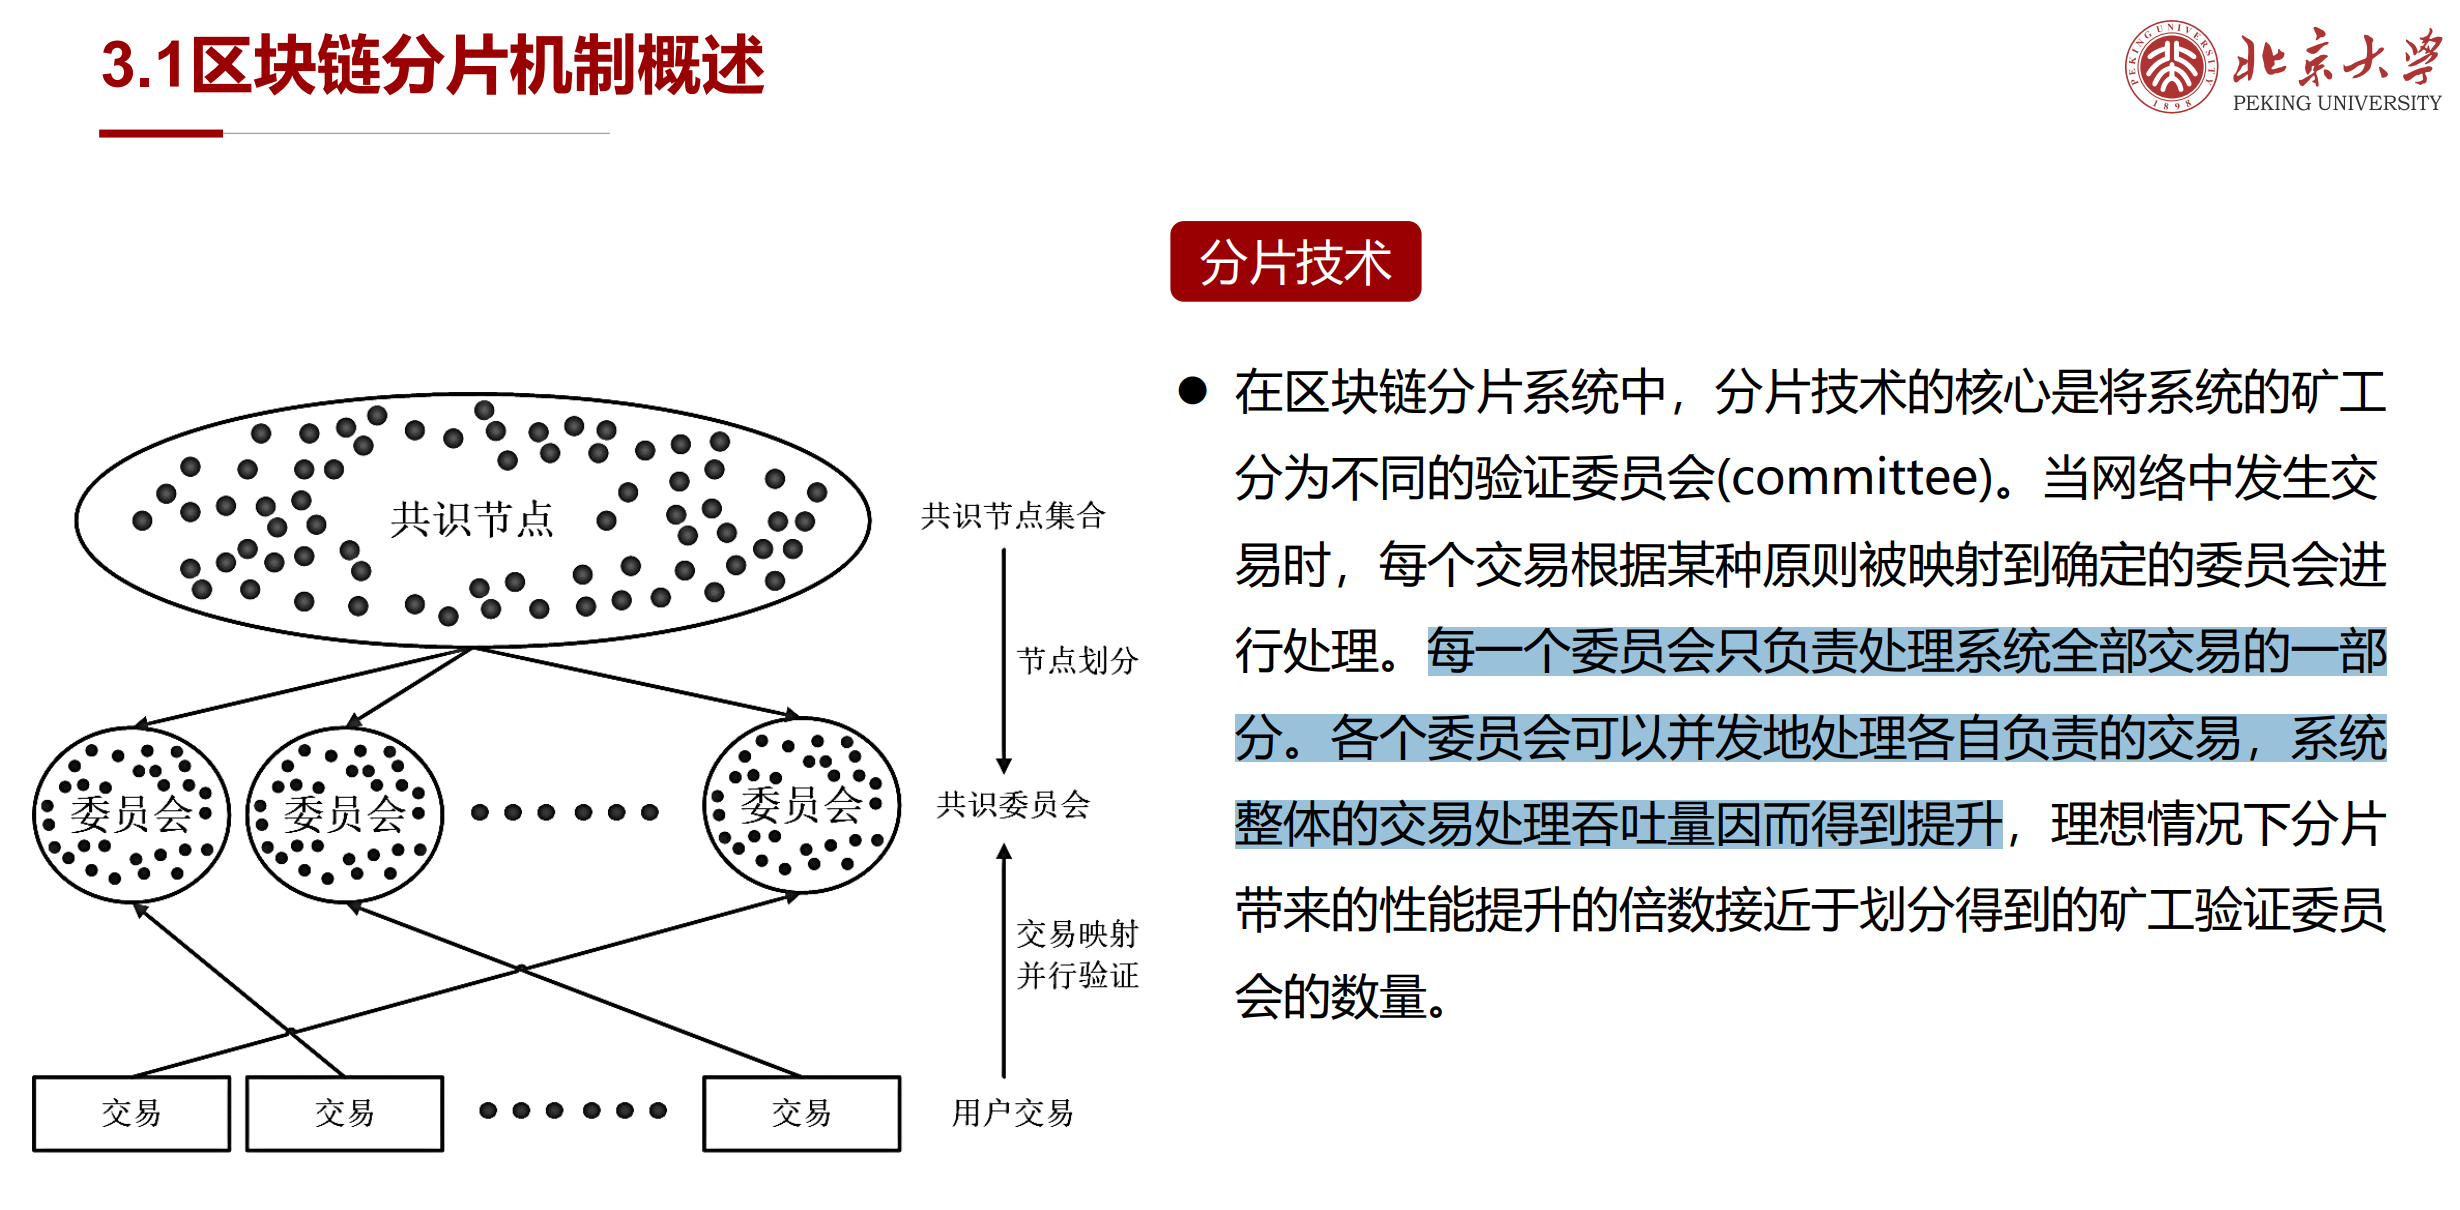 3.1区块链分片机制概述
PEKING UNIVERSITY
1898
北京大学
PEKING UNIVERSITY
分片技术
在区块链分片系统中，分片技术的核心是将系统的矿工
分为不同的验证委员会(committee)。当网络中发生交
易时，每个交易根据某种原则被映射到确定的委员会进
行处理。每一个委员会只负责处理系统全部交易的一部
分。各个委员会可以并发地处理各自负责的交易，系统
整体的交易处理吞吐量因而得到提升，理想情况下分片
带来的性能提升的倍数接近于划分得到的矿工验证委员
会的数量。
共识节点
共识节点集合
节点划分
委员会
委员会
委员会
共识委员会
交易映射
并行验证
交易
交易
交易
用户交易